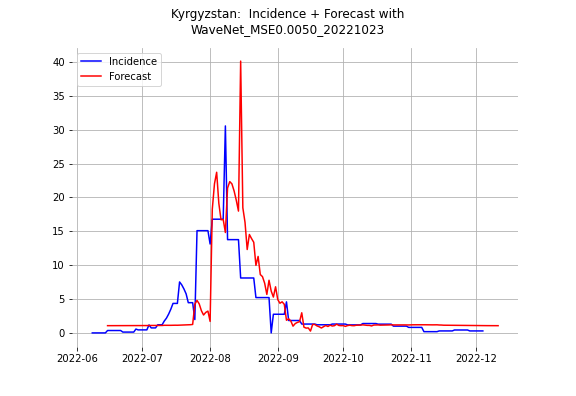 Kyrgyzstan:  Incidence + Forecast with
WaveNet_MSE0.0050_20221023
Incidence
Forecast
40
35
30
25
20
15
10
5
0
2022-06 2022-07 2022-08 2022-09 2022-10 2022-11 2022-12